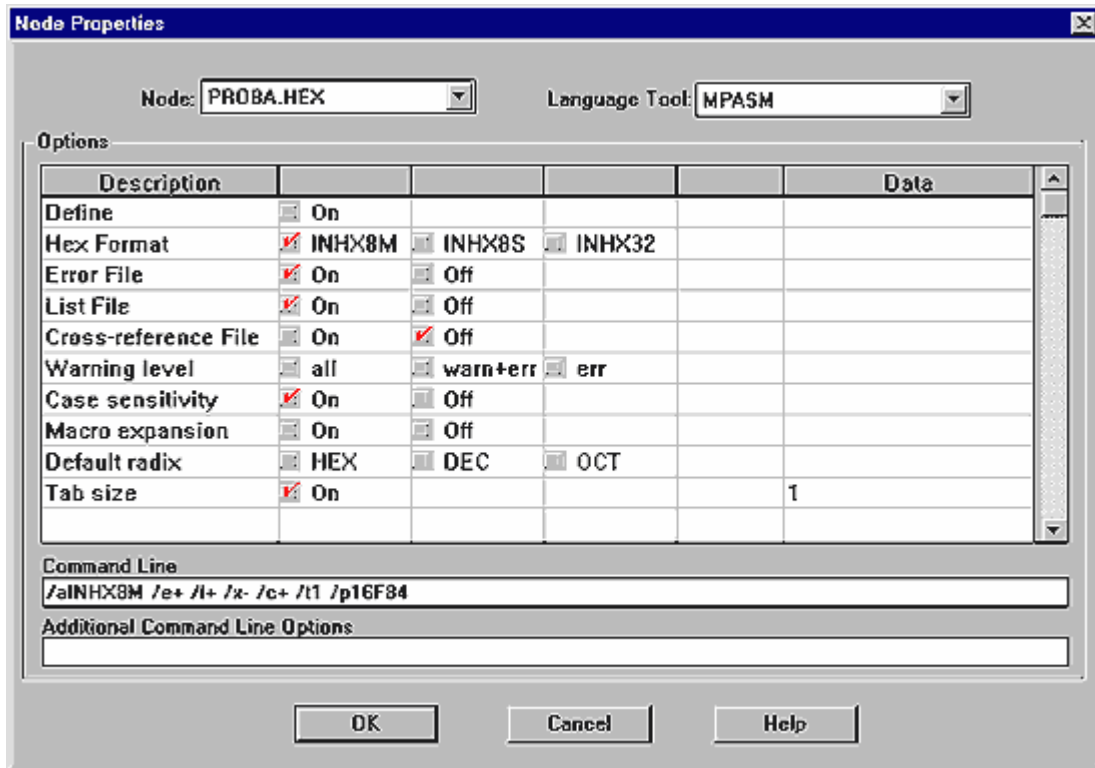 Node Properties
Node: PROBA.HEX Language Tool: MPASM
Options
Description Data
Define On
Hex Format INHX8M INHX8S INHX32
Error File On Off
List File On Off
Cross-reference File On Off
Warning level all warn+err err
Case sensitivity On Off
Macro expansion On Off
Default radix HEX DEC OCT
Tab size On 1
Command Line
/aINHX8M /e+ /l+ /x- /c+ /t1 /p16F84
Additional Command Line Options
OK Cancel Help